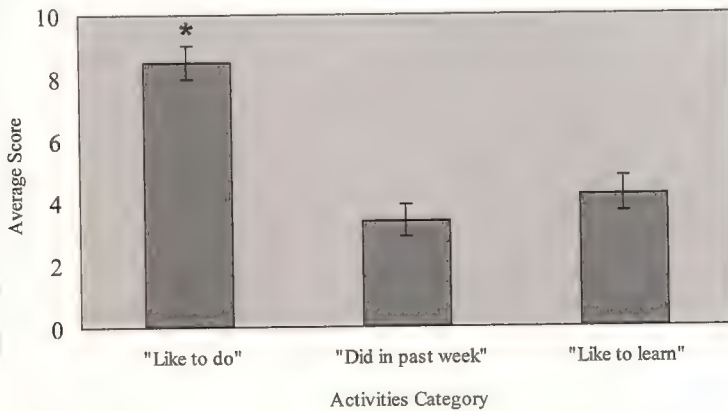 10
*
8
6
4
2
0
Average Score
"Like to do"
"Did in past week"
"Like to learn"
Activities Category